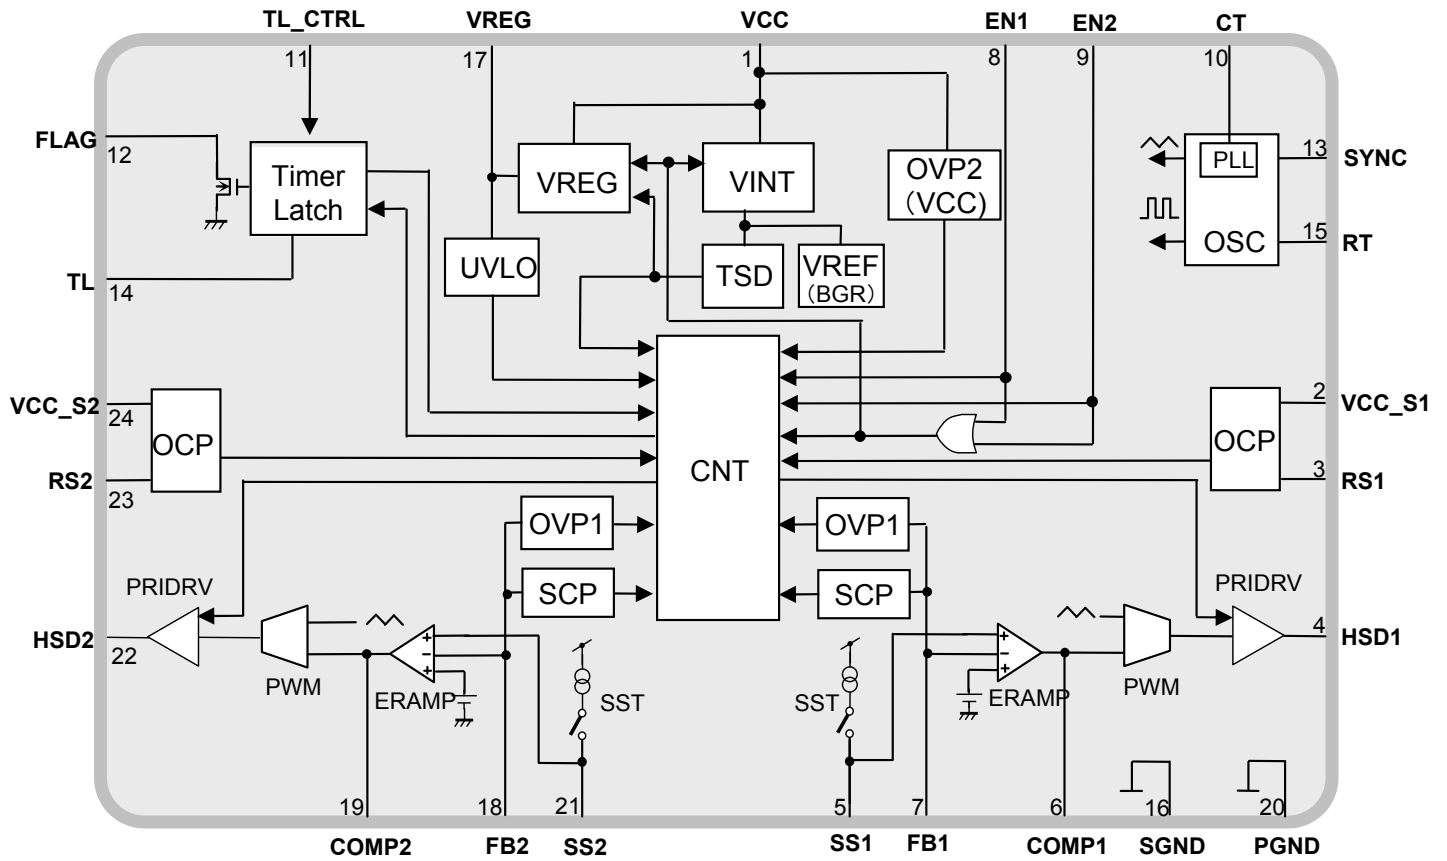 TL_CTRL VREG VCC EN1 EN2 CT
11 17 1 8 9 10
FLAG
12
Timer
Latch
VREG
VINT
OVP2
(VCC)
PLL
OSC
13
SYNC
15
RT
TL
14
UVLO
TSD
VREF
(BGR)
VCC_S2
24
OCP
RS2
23
CNT
2
VCC_S1
OCP
3
RS1
OVP1
OVP1
SCP
SCP
PRIDRV
PRIDRV
HSD2
22
PWM
ERAMP
SST
SST
ERAMP
PWM
4
HSD1
+
−
+
+
−
+
19 18 21 5 7 6 16 20
COMP2 FB2 SS2 SS1 FB1 COMP1 SGND PGND